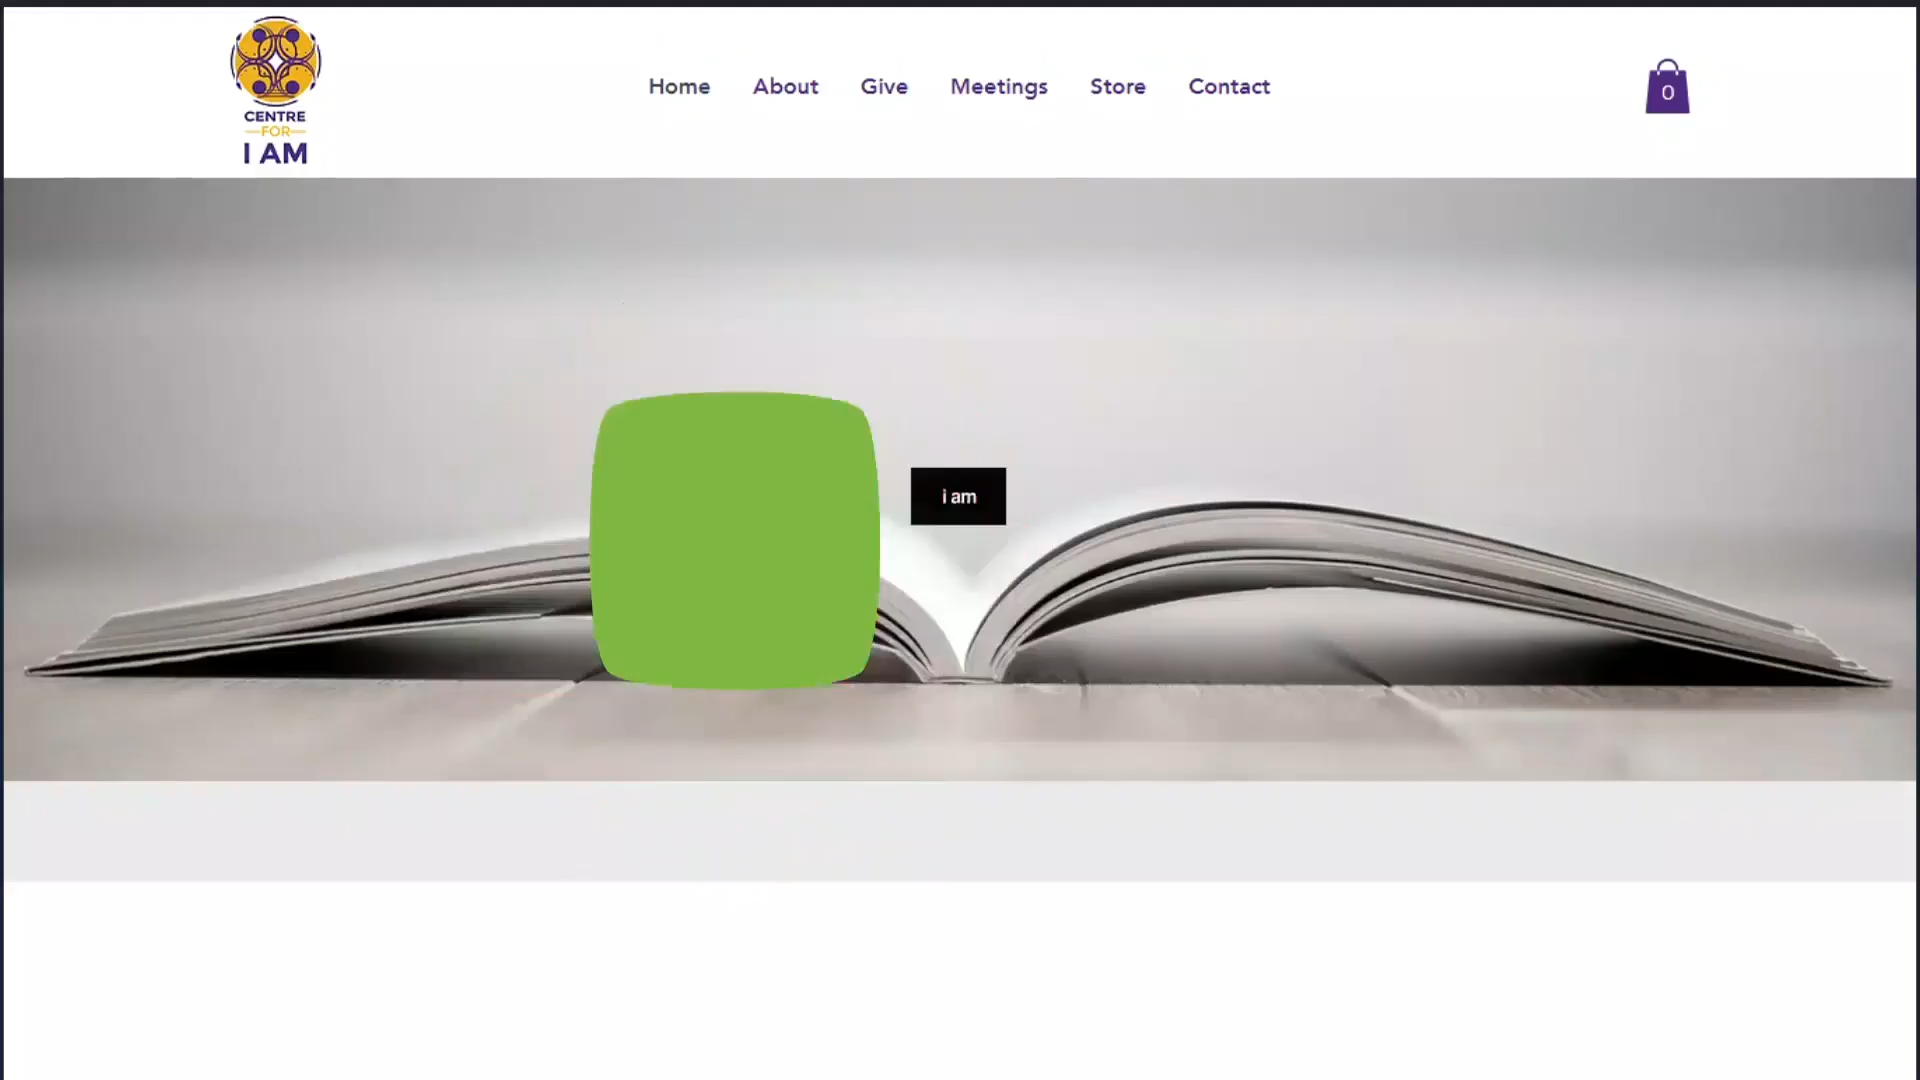 CENTRE
FOR
I AM
Home About Give Meetings Store Contact
0
i am